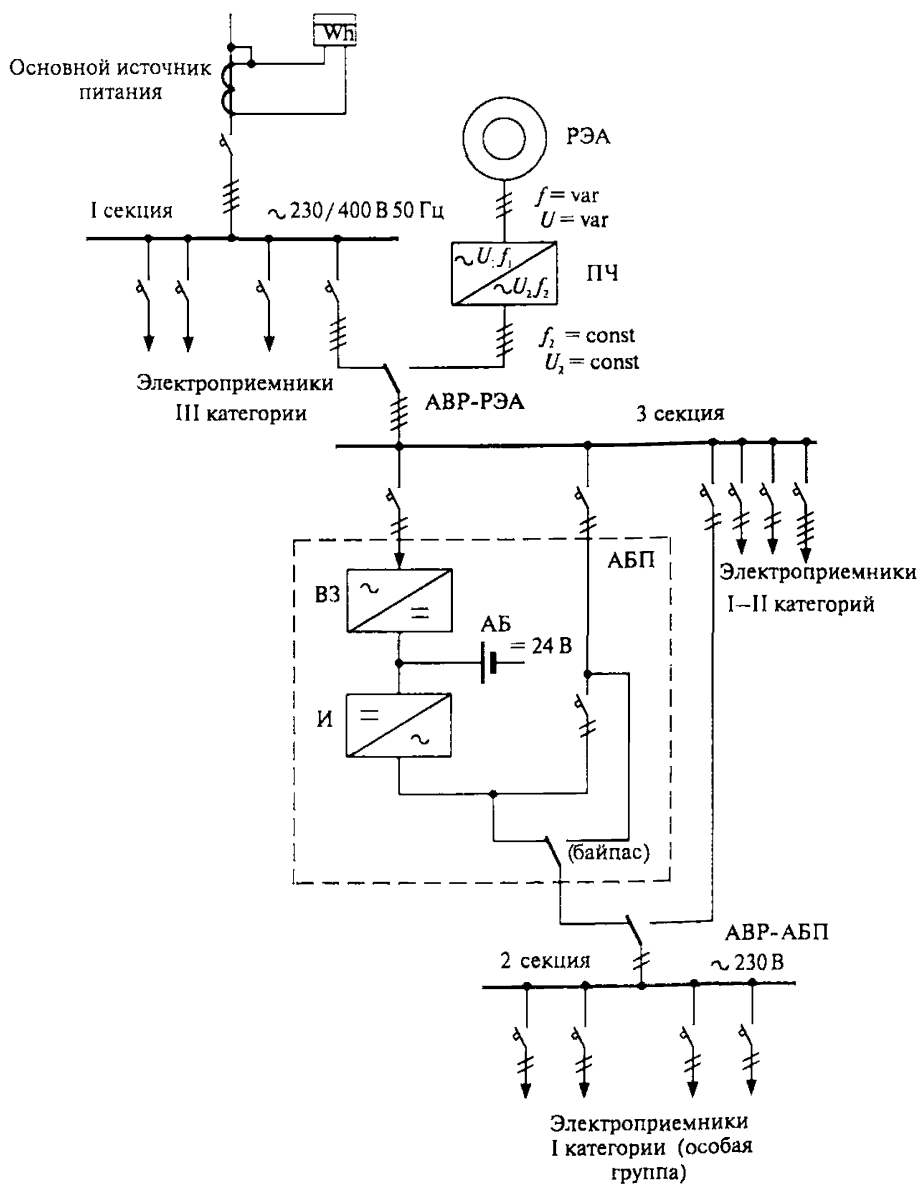 Wh
Основной источник
питания
РЭА
f = var
U = var
I секция
~ 230/400 В 50 Гц
~U₁f₁
~U₂f₂
ПЧ
f₂ = const
U₂ = const
Электроприемники
III категории
АВР-РЭА
3 секция
АБП
Электроприемники
I–II категорий
ВЗ
~
=
АБ
= 24 В
И
=
~
(байпас)
АВР-АБП
2 секция
~ 230 В
Электроприемники
I категории (особая
группа)